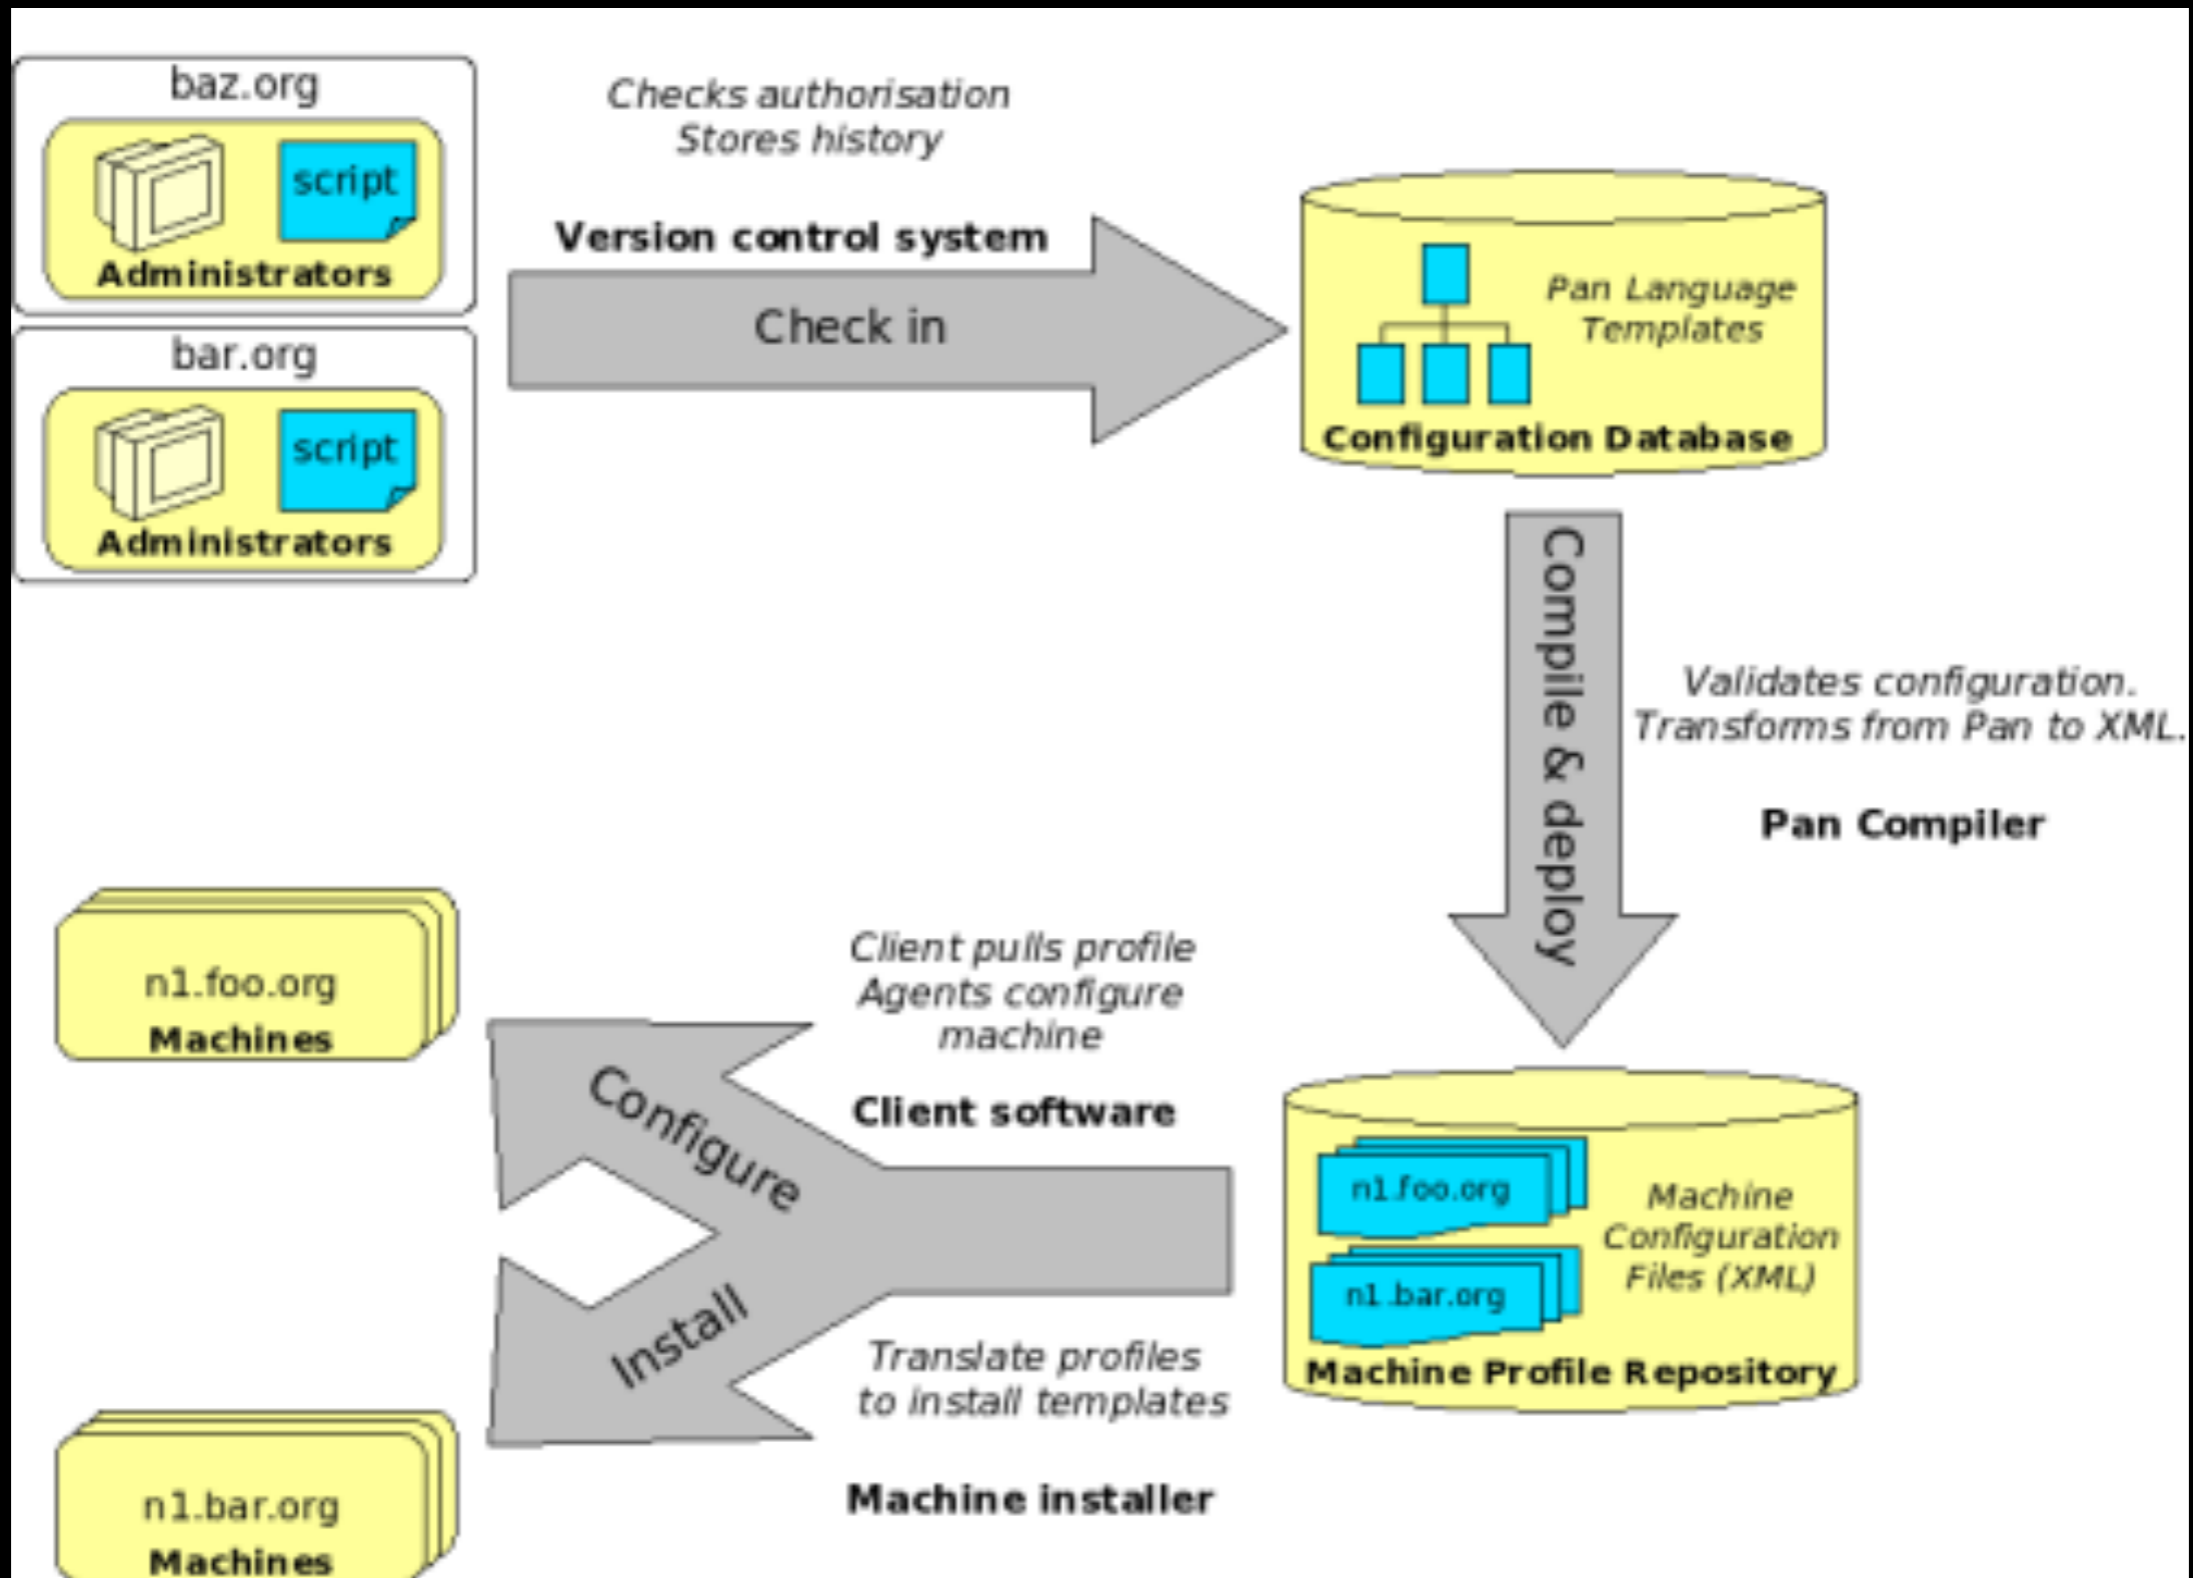 baz.org
script
Administrators
bar.org
script
Administrators
Checks authorisation
Stores history
Version control system
Check in
Pan Language
Templates
Configuration Database
Compile & deploy
Validates configuration.
Transforms from Pan to XML.
Pan Compiler
n1.foo.org
Machines
Client pulls profile
Agents configure
machine
Client software
Configure
Install
Translate profiles
to install templates
Machine installer
n1.foo.org
n1.bar.org
Machine
Configuration
Files (XML)
Machine Profile Repository
n1.bar.org
Machines